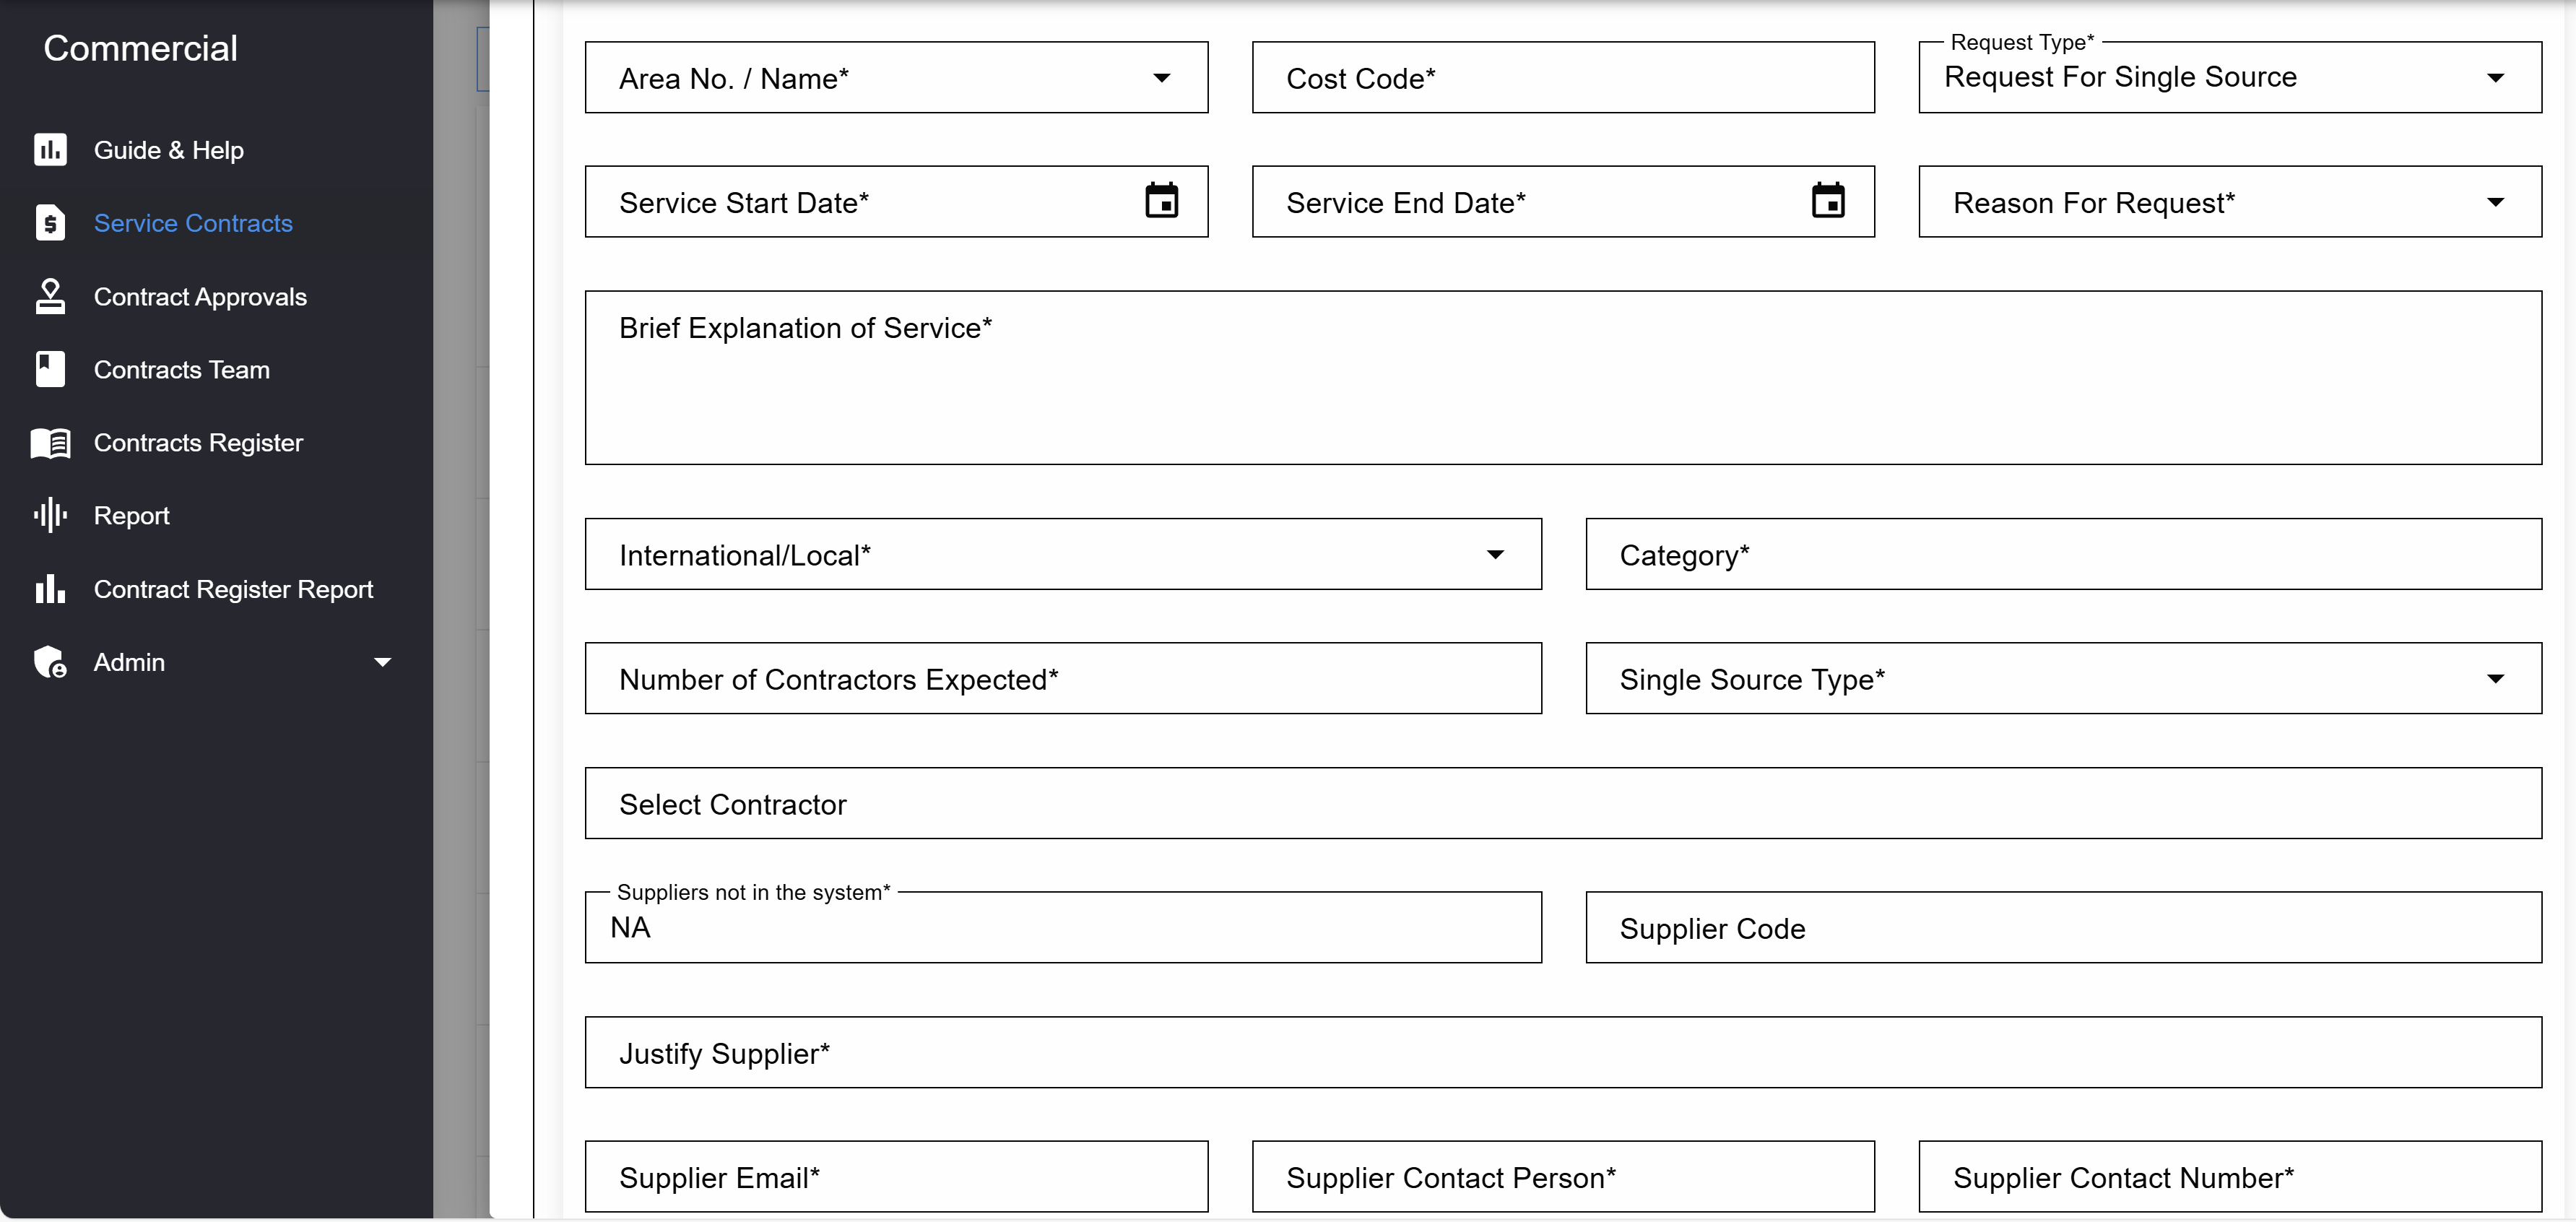 Commercial
Guide & Help
Service Contracts
Contract Approvals
Contracts Team
Contracts Register
Report
Contract Register Report
Admin
Area No. / Name*
Cost Code*
Request Type*
Request For Single Source
Service Start Date*
Service End Date*
Reason For Request*
Brief Explanation of Service*
International/Local*
Category*
Number of Contractors Expected*
Single Source Type*
Select Contractor
Suppliers not in the system*
NA
Supplier Code
Justify Supplier*
Supplier Email*
Supplier Contact Person*
Supplier Contact Number*